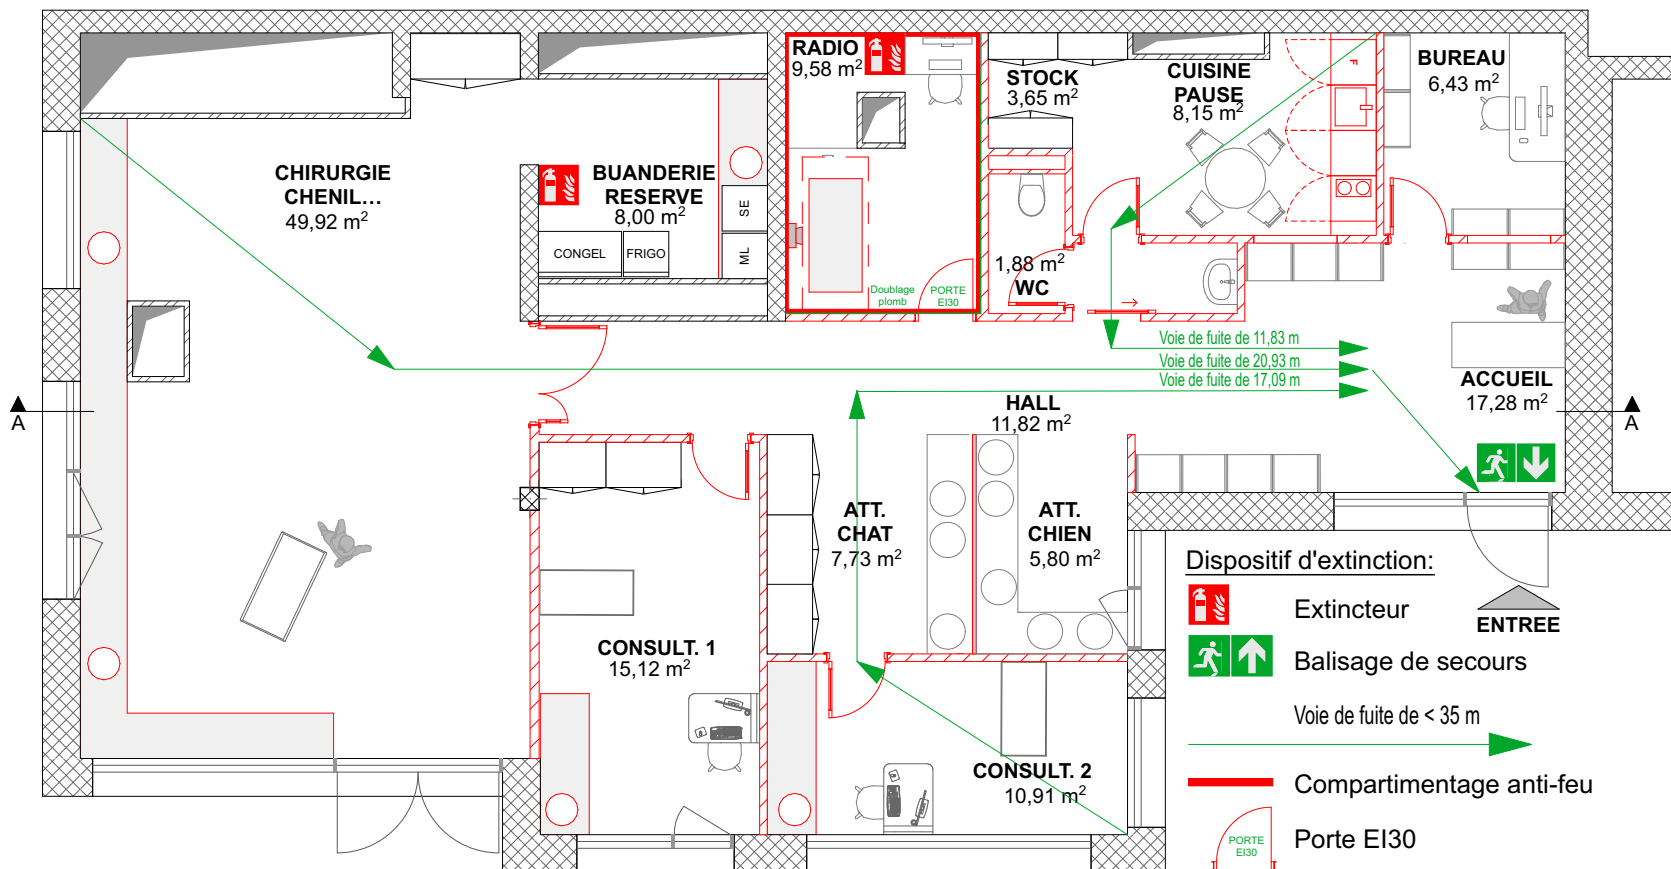 RADIO
9,58 m²
STOCK
3,65 m²
CUISINE
PAUSE
8,15 m²
F
BUREAU
6,43 m²
CHIRURGIE
CHENIL...
49,92 m²
BUANDERIE
RESERVE
8,00 m²
SE
ML
CONGEL
FRIGO
1,88 m²
WC
Doublage
plomb
PORTE
EI30
Voie de fuite de 11,83 m
Voie de fuite de 20,93 m
Voie de fuite de 17,09 m
HALL
11,82 m²
ACCUEIL
17,28 m²
A
A
ATT.
CHAT
7,73 m²
ATT.
CHIEN
5,80 m²
CONSULT. 1
15,12 m²
CONSULT. 2
10,91 m²
Dispositif d'extinction:
Extincteur
ENTREE
Balisage de secours
Voie de fuite de < 35 m
Compartimentage anti-feu
PORTE
EI30
Porte EI30